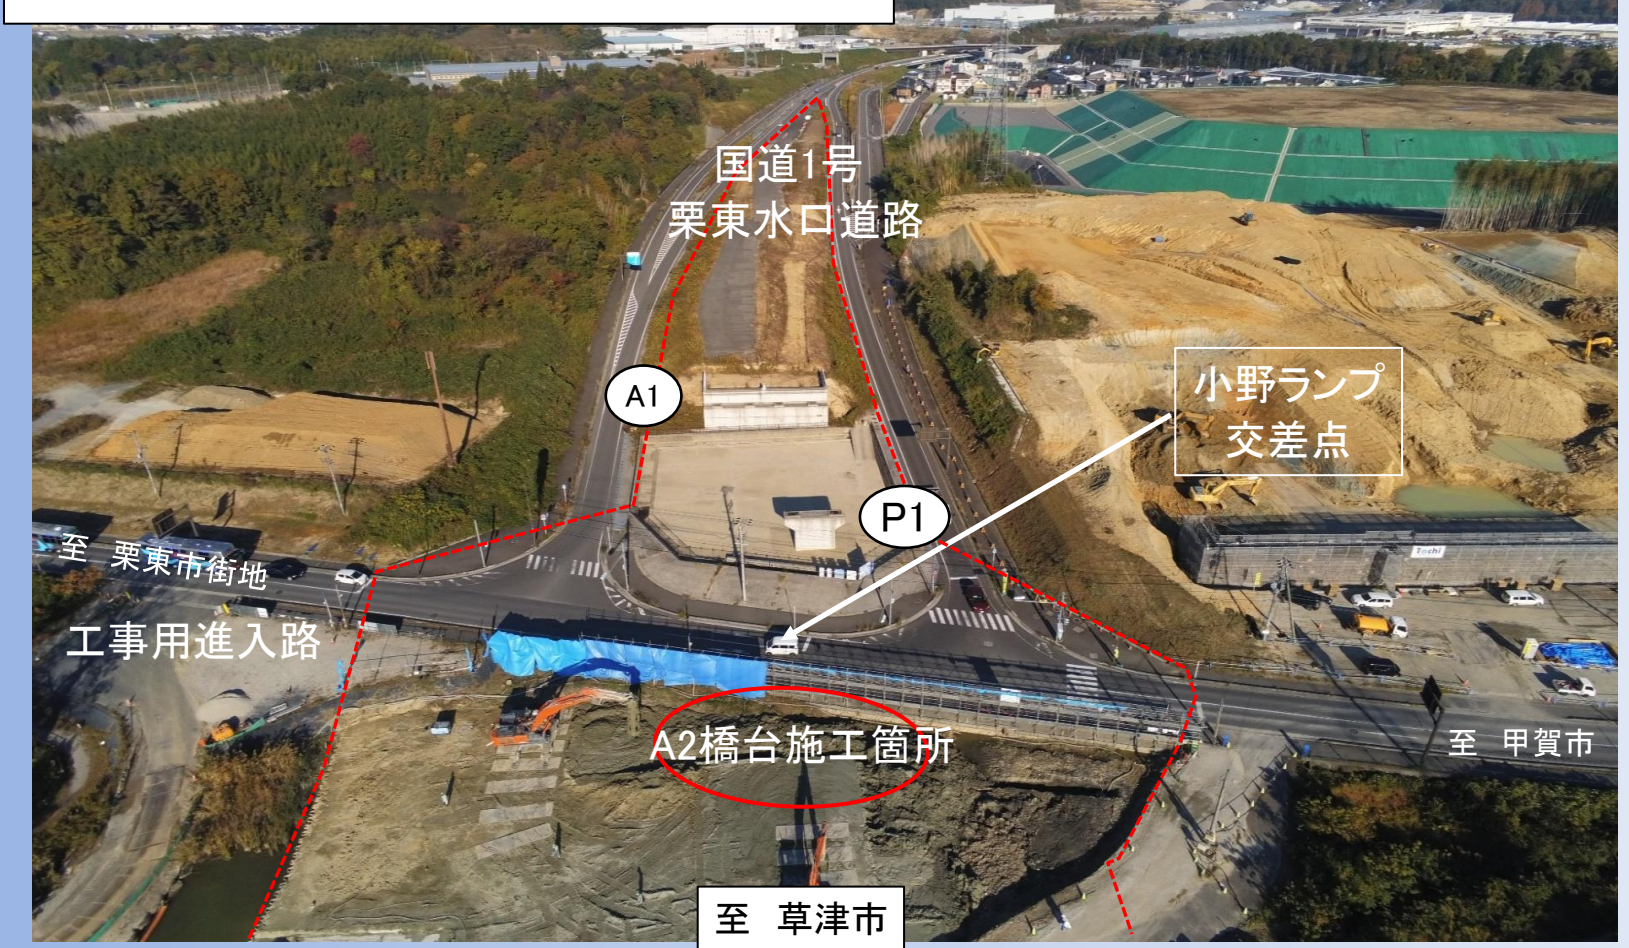 国道1号
栗東水口道路
A1
小野ランプ
交差点
P1
Tochi
至 栗東市街地
工事用進入路
A2橋台施工箇所
至 甲賀市
至 草津市